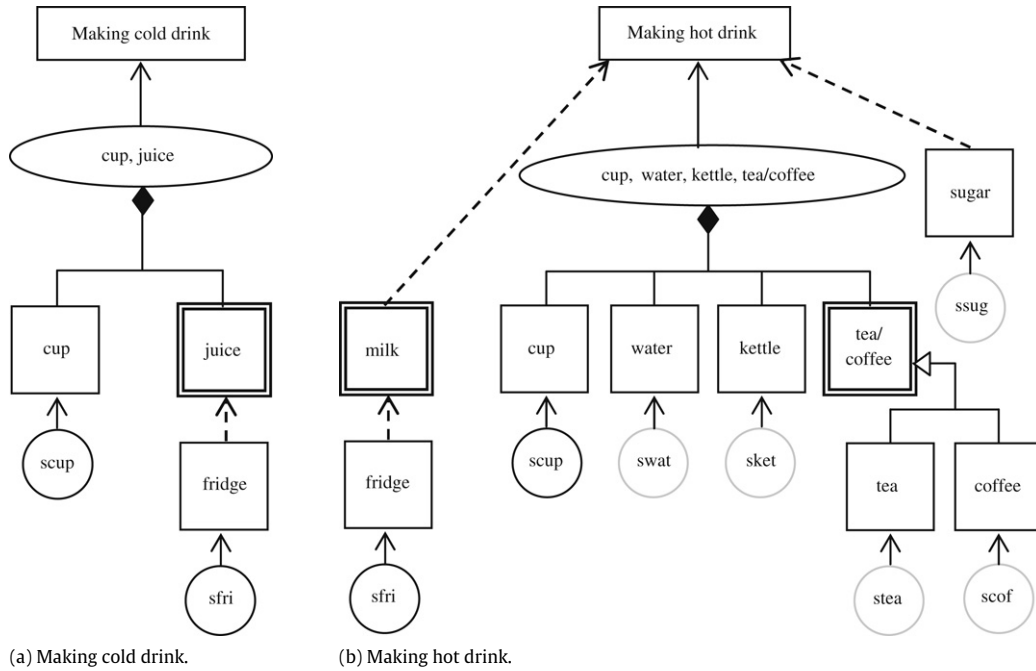 Making cold drink
Making hot drink
cup, juice
cup, water, kettle, tea/coffee
sugar
ssug
cup
juice
milk
cup
water
kettle
tea/
coffee
scup
fridge
fridge
scup
swat
sket
tea
coffee
sfri
sfri
stea
scof
(a) Making cold drink.
(b) Making hot drink.